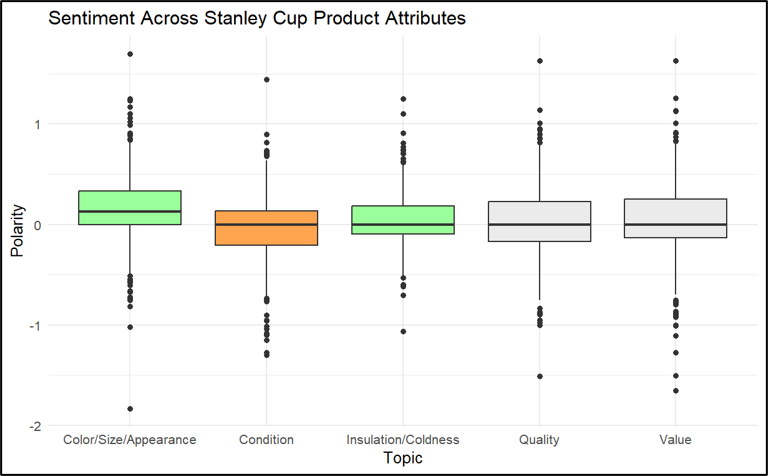 Sentiment Across Stanley Cup Product Attributes
1
0
-1
-2
Polarity
Color/Size/Appearance Condition Insulation/Coldness Quality Value
Topic